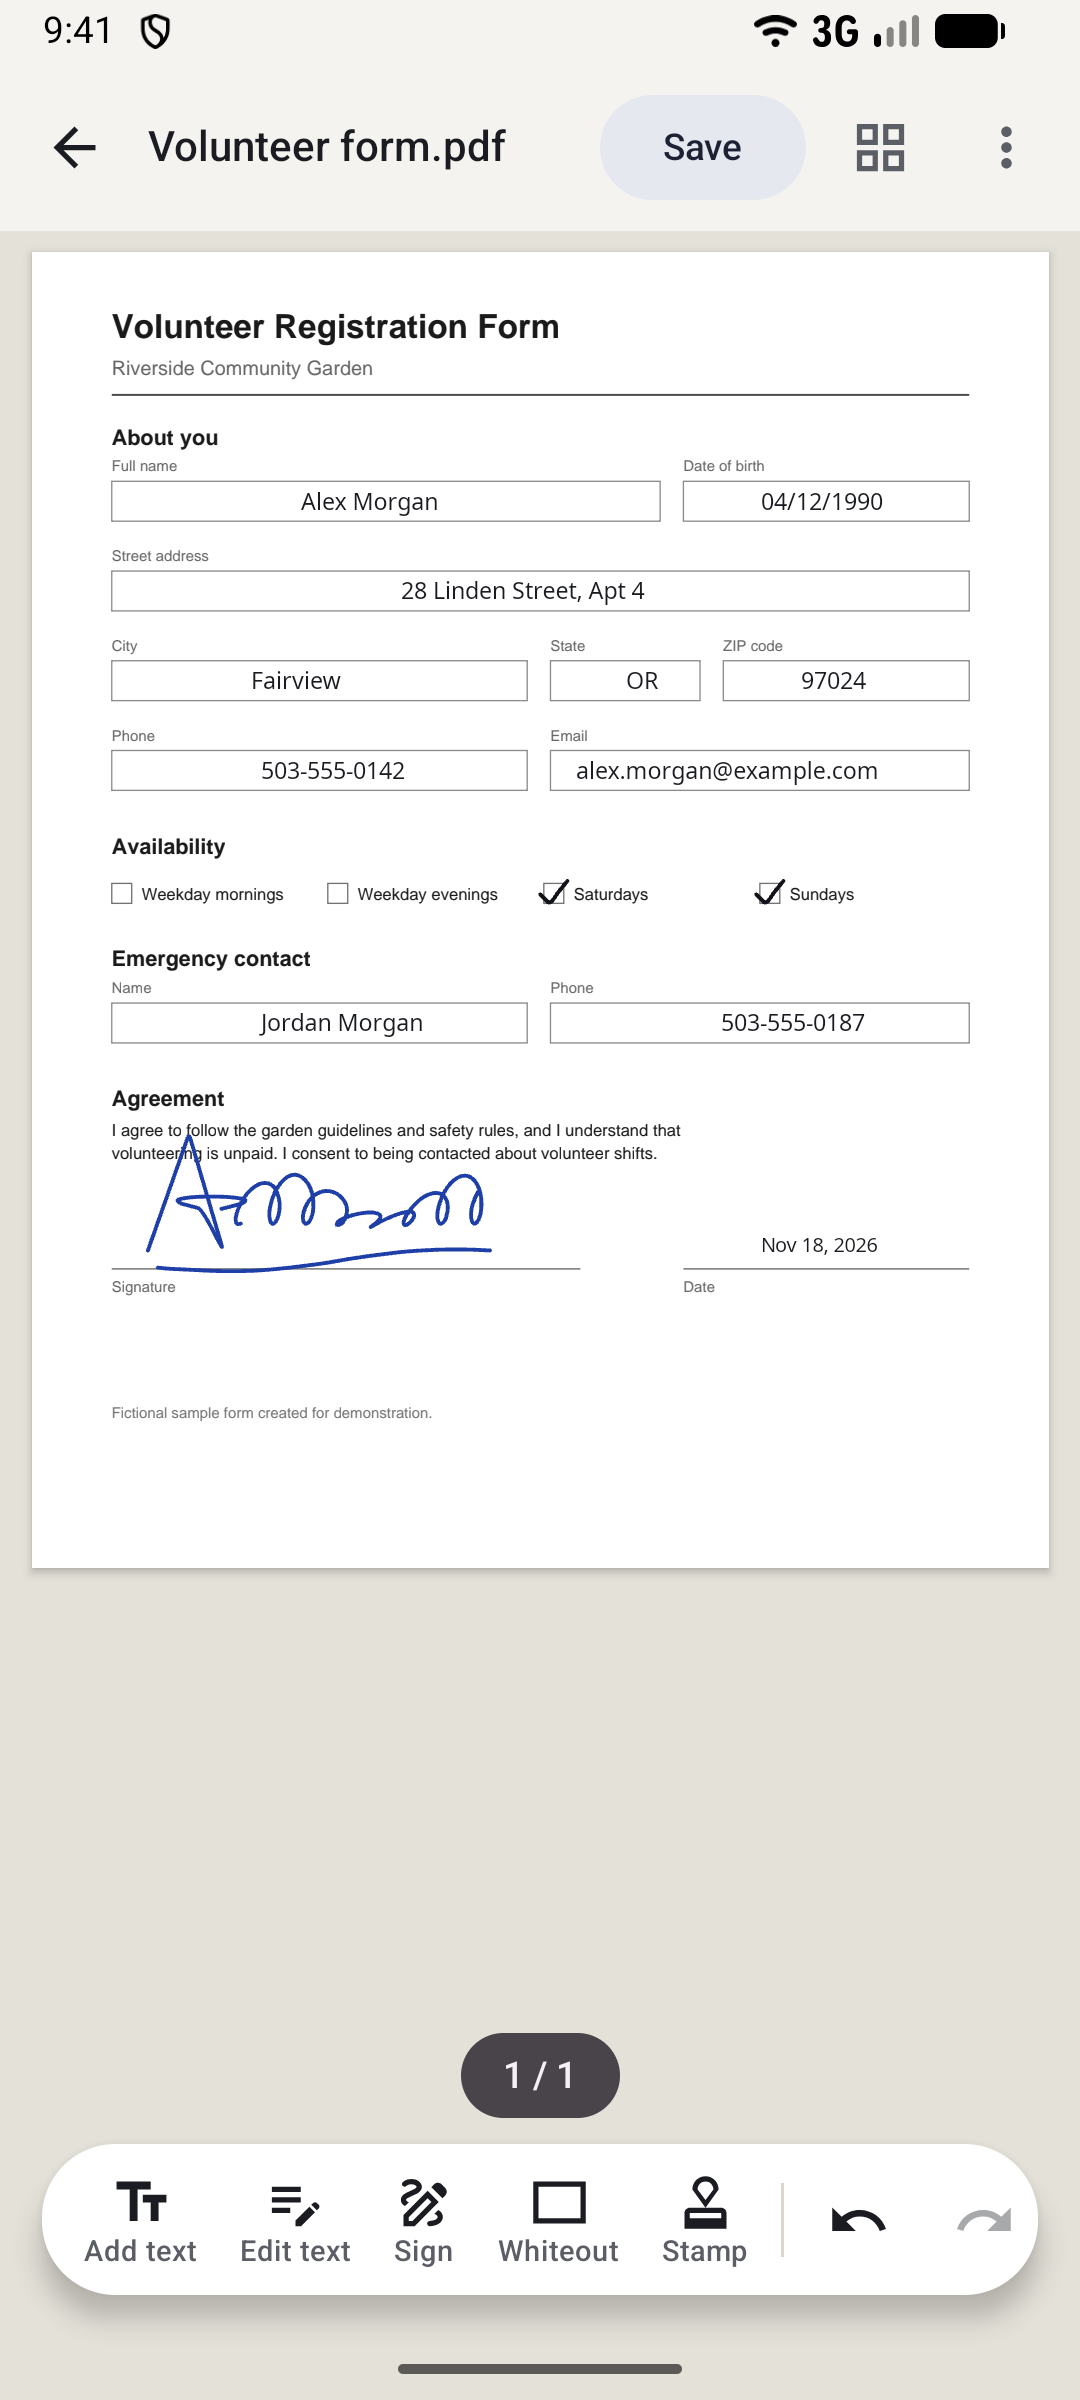 9:41 3G
Volunteer form.pdf Save
Volunteer Registration Form
Riverside Community Garden
About you
Full name Date of birth
Alex Morgan 04/12/1990
Street address
28 Linden Street, Apt 4
City State ZIP code
Fairview OR 97024
Phone Email
503-555-0142 alex.morgan@example.com
Availability
Weekday mornings Weekday evenings Saturdays Sundays
Emergency contact
Name Phone
Jordan Morgan 503-555-0187
Agreement
I agree to follow the garden guidelines and safety rules, and I understand that
volunteering is unpaid. I consent to being contacted about volunteer shifts.
Nov 18, 2026
Signature Date
Fictional sample form created for demonstration.
1 / 1
Add text Edit text Sign Whiteout Stamp